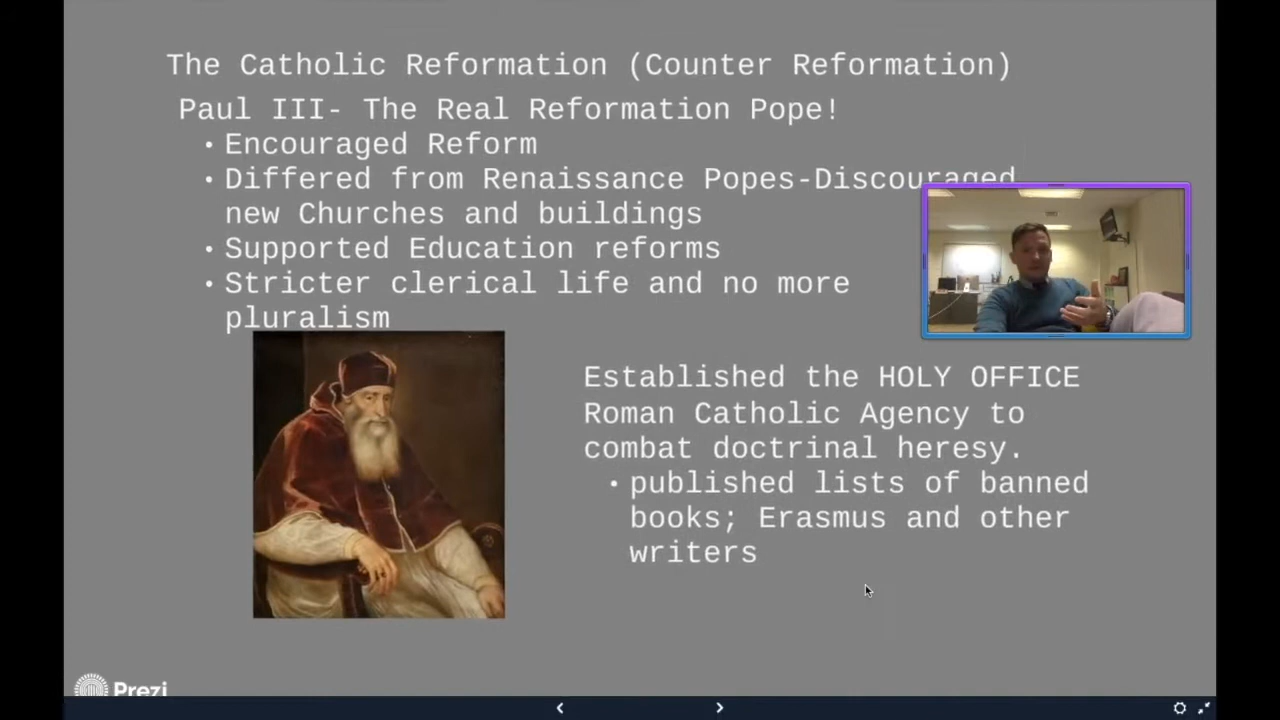 The Catholic Reformation (Counter Reformation)
Paul III- The Real Reformation Pope!
• Encouraged Reform
• Differed from Renaissance Popes-Discouraged
new Churches and buildings
• Supported Education reforms
• Stricter clerical life and no more
pluralism
Established the HOLY OFFICE
Roman Catholic Agency to
combat doctrinal heresy.
• published lists of banned
books; Erasmus and other
writers
Prezi